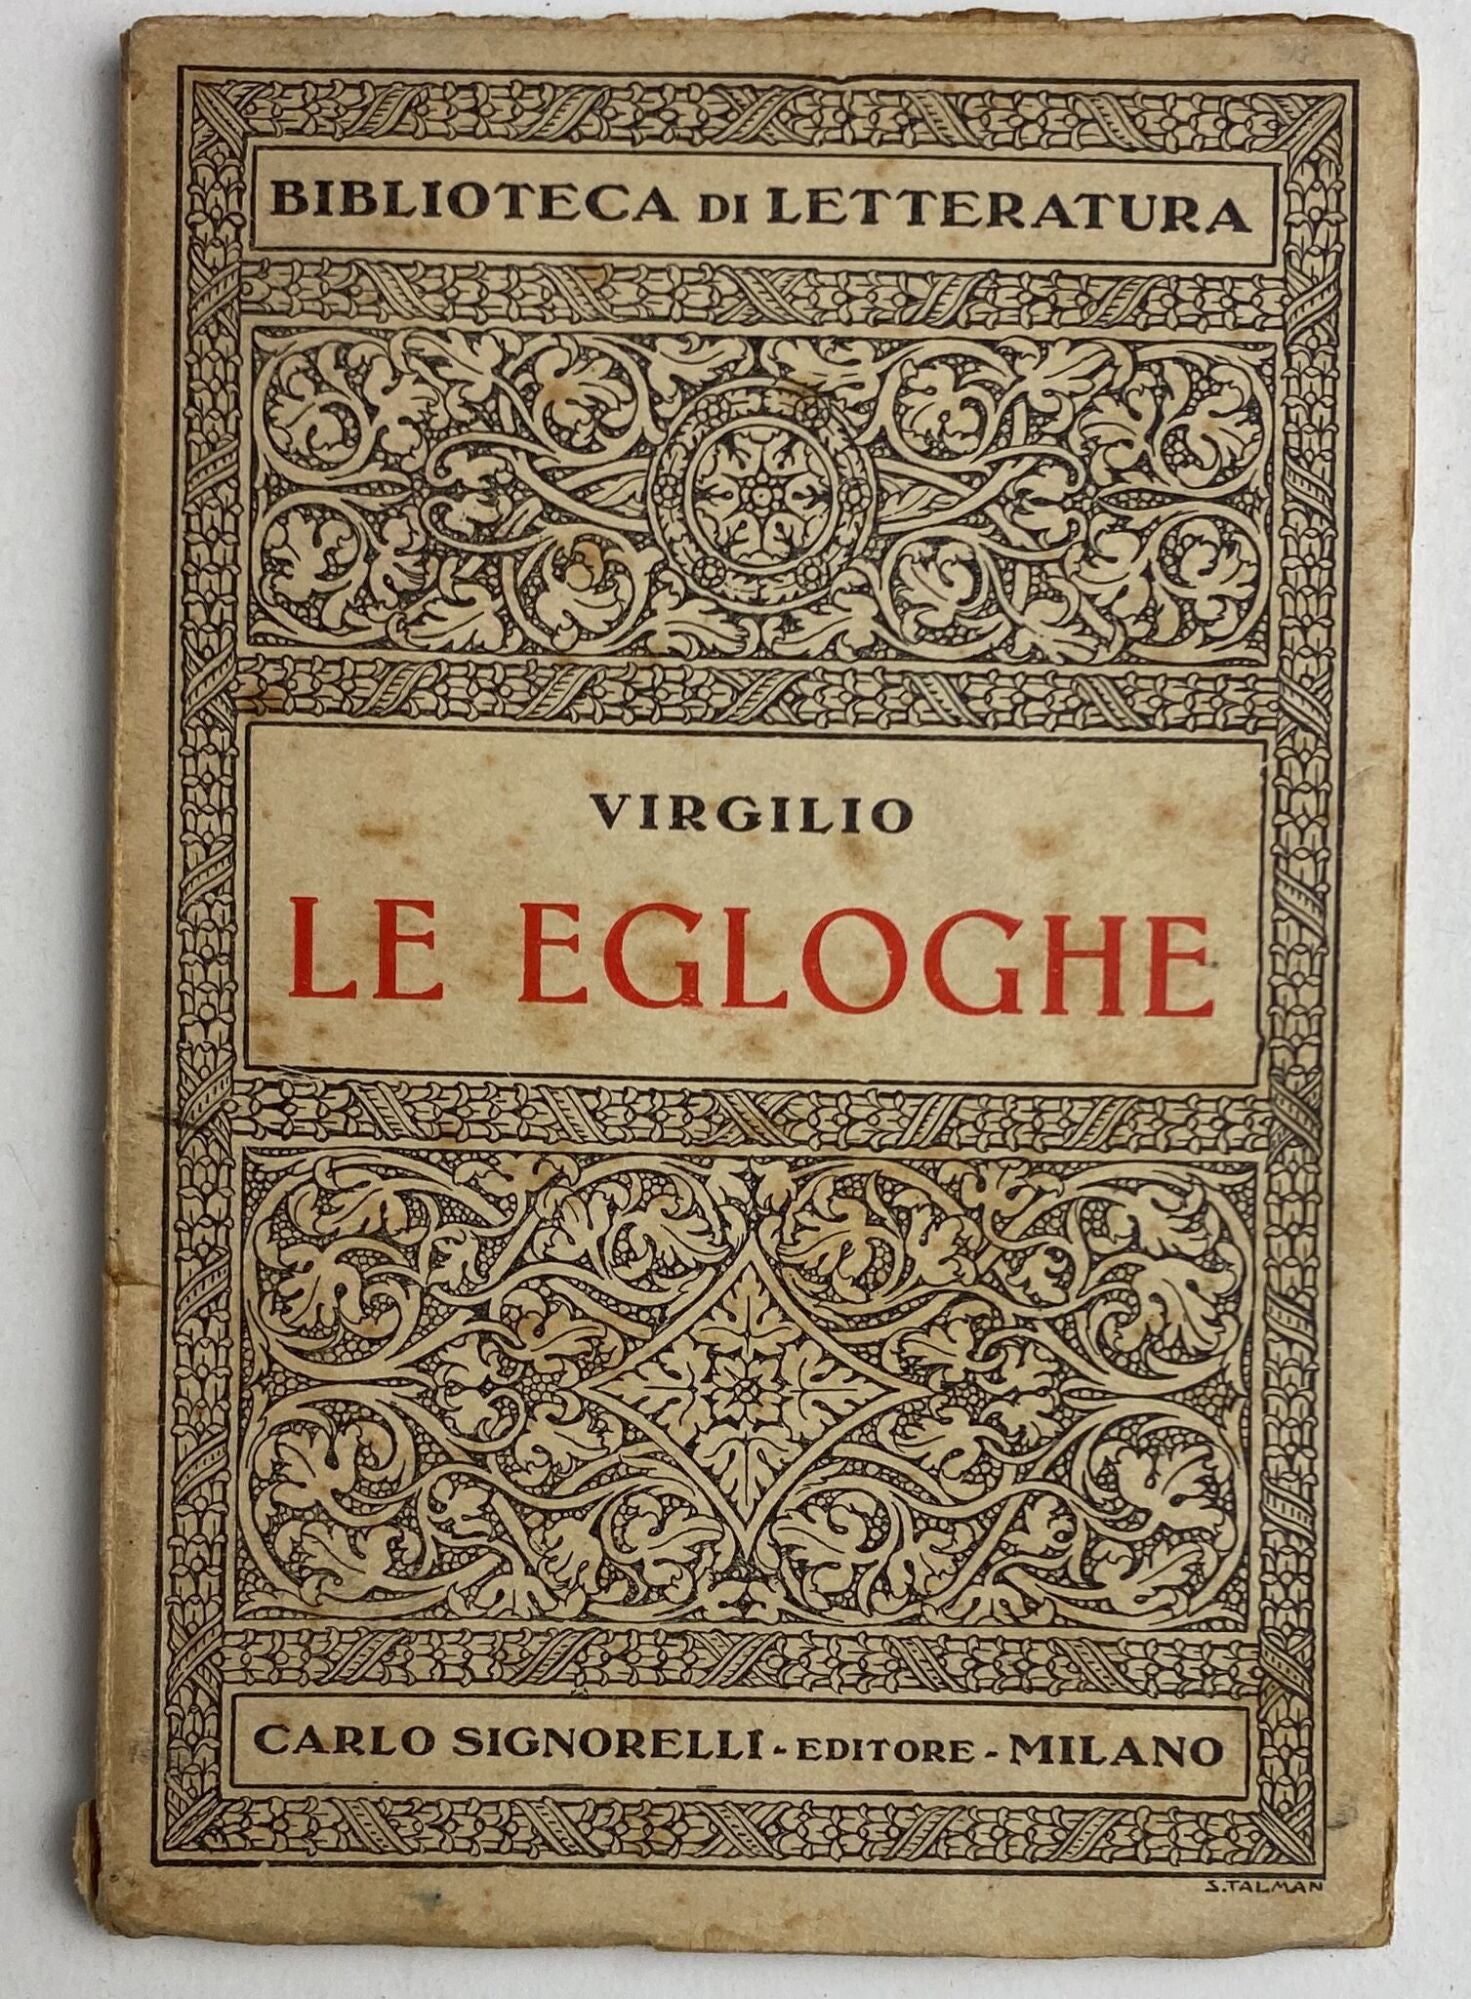 BIBLIOTECA DI LETTERATURA
VIRGILIO
LE EGLOGHE
CARLO SIGNORELLI - EDITORE - MILANO
S. TALMAN